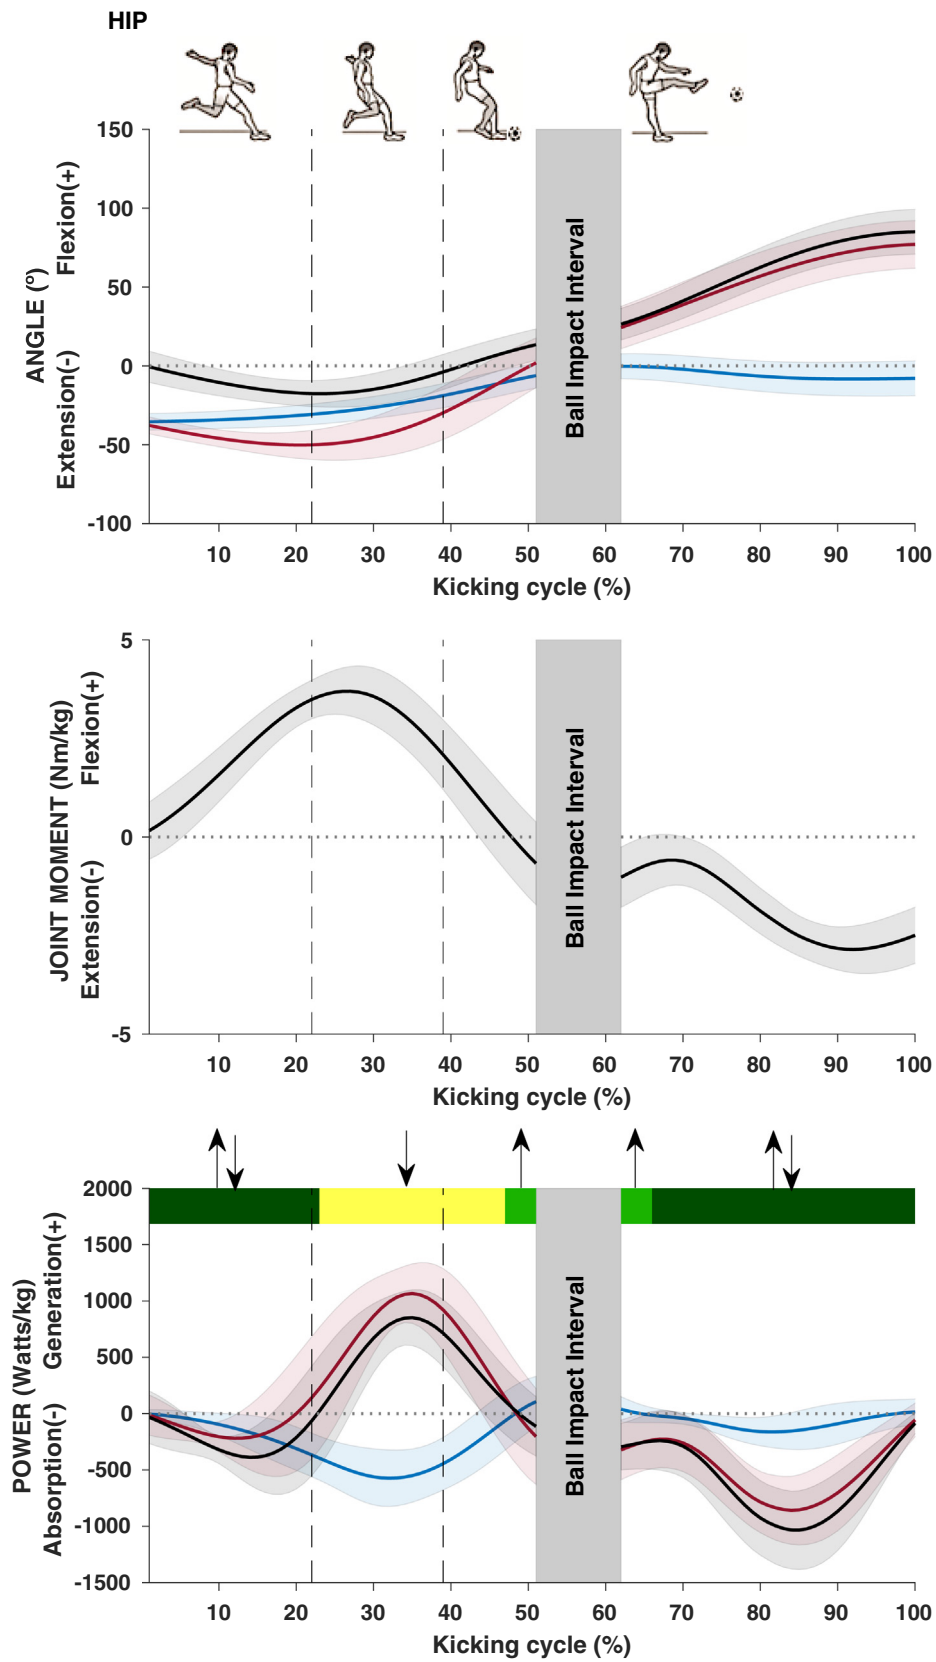 HIP
150
100
50
0
-50
-100
ANGLE (°)
Extension(-)
Flexion(+)
Ball Impact Interval
10 20 30 40 50 60 70 80 90 100
Kicking cycle (%)
5
0
-5
JOINT MOMENT (Nm/kg)
Extension(-)
Flexion(+)
Ball Impact Interval
10 20 30 40 50 60 70 80 90 100
Kicking cycle (%)
2000
1500
1000
500
0
-500
-1000
-1500
POWER (Watts/kg)
Absorption(-)
Generation(+)
Ball Impact Interval
10 20 30 40 50 60 70 80 90 100
Kicking cycle (%)